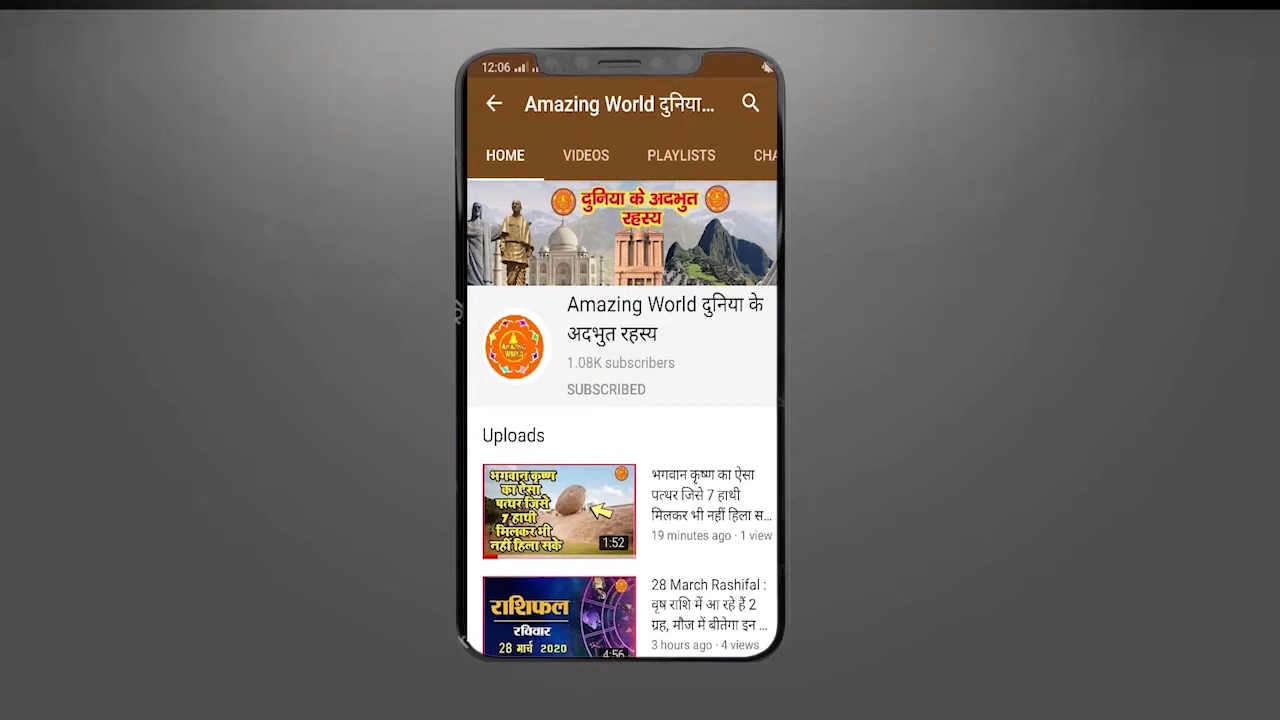 12:06
Amazing World दुनिया...
HOME VIDEOS PLAYLISTS CHA
दुनिया के अदभुत
रहस्य
Amazing World दुनिया के
अदभुत रहस्य
AMAZING
WORLD
1.08K subscribers
SUBSCRIBED
Uploads
भगवान कृष्ण
का ऐसा
पत्थर जिसे
7 हाथी
मिलकर भी
नहीं हिला सके
1:52
भगवान कृष्ण का ऐसा
पत्थर जिसे 7 हाथी
मिलकर भी नहीं हिला स...
19 minutes ago · 1 view
राशिफल
रविवार
28 मार्च 2020
4:56
28 March Rashifal :
वृष राशि में आ रहे हैं 2
ग्रह, मौज में बीतेगा इन ...
3 hours ago · 4 views